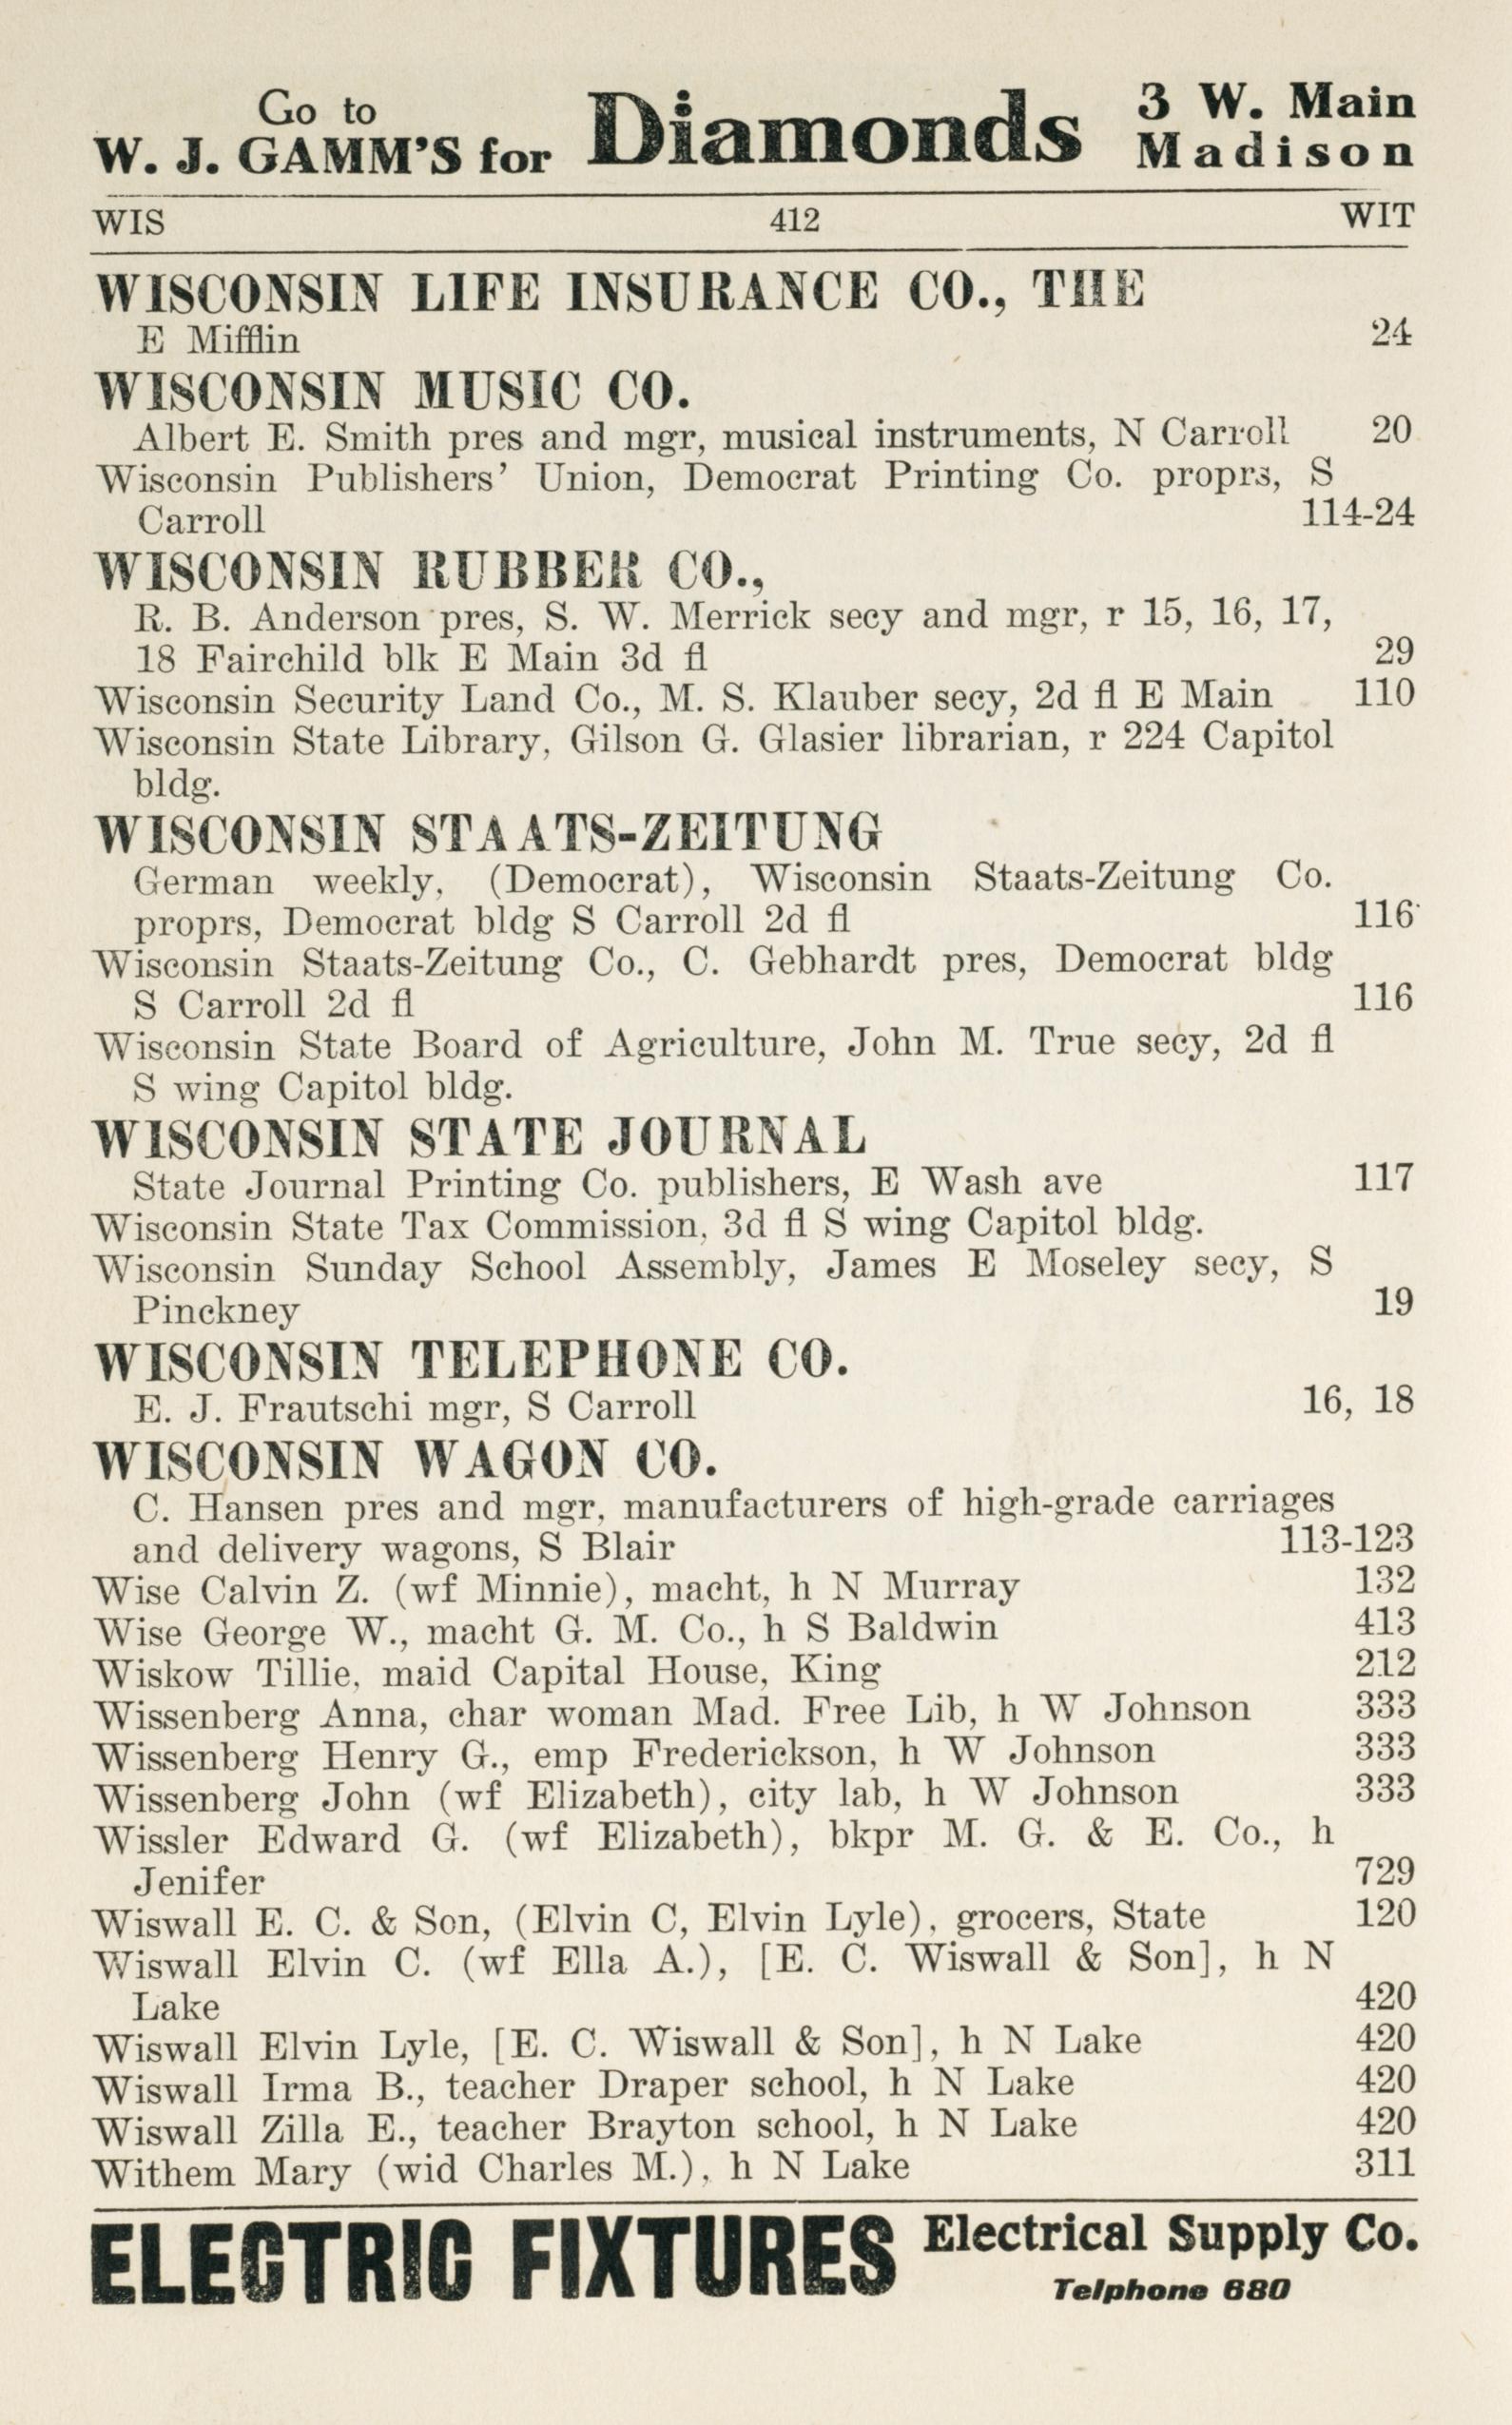 Go to
W. J. GAMM'S for Diamonds 3 W. Main
Madison
WIS 412 WIT
WISCONSIN LIFE INSURANCE CO., THE
E Mifflin 24
WISCONSIN MUSIC CO.
Albert E. Smith pres and mgr, musical instruments, N Carroll 20
Wisconsin Publishers' Union, Democrat Printing Co. proprs, S
Carroll 114-24
WISCONSIN RUBBER CO.,
R. B. Anderson pres, S. W. Merrick secy and mgr, r 15, 16, 17,
18 Fairchild blk E Main 3d fl 29
Wisconsin Security Land Co., M. S. Klauber secy, 2d fl E Main 110
Wisconsin State Library, Gilson G. Glasier librarian, r 224 Capitol
bldg.
WISCONSIN STAATS-ZEITUNG
German weekly, (Democrat), Wisconsin Staats-Zeitung Co.
proprs, Democrat bldg S Carroll 2d fl 116
Wisconsin Staats-Zeitung Co., C. Gebhardt pres, Democrat bldg
S Carroll 2d fl 116
Wisconsin State Board of Agriculture, John M. True secy, 2d fl
S wing Capitol bldg.
WISCONSIN STATE JOURNAL
State Journal Printing Co. publishers, E Wash ave 117
Wisconsin State Tax Commission, 3d fl S wing Capitol bldg.
Wisconsin Sunday School Assembly, James E Moseley secy, S
Pinckney 19
WISCONSIN TELEPHONE CO.
E. J. Frautschi mgr, S Carroll 16, 18
WISCONSIN WAGON CO.
C. Hansen pres and mgr, manufacturers of high-grade carriages
and delivery wagons, S Blair 113-123
Wise Calvin Z. (wf Minnie), macht, h N Murray 132
Wise George W., macht G. M. Co., h S Baldwin 413
Wiskow Tillie, maid Capital House, King 212
Wissenberg Anna, char woman Mad. Free Lib, h W Johnson 333
Wissenberg Henry G., emp Frederickson, h W Johnson 333
Wissenberg John (wf Elizabeth), city lab, h W Johnson 333
Wissler Edward G. (wf Elizabeth), bkpr M. G. & E. Co., h
Jenifer 729
Wiswall E. C. & Son, (Elvin C, Elvin Lyle), grocers, State 120
Wiswall Elvin C. (wf Ella A.), [E. C. Wiswall & Son], h N
Lake 420
Wiswall Elvin Lyle, [E. C. Wiswall & Son], h N Lake 420
Wiswall Irma B., teacher Draper school, h N Lake 420
Wiswall Zilla E., teacher Brayton school, h N Lake 420
Withem Mary (wid Charles M.), h N Lake 311
ELECTRIC FIXTURES Electrical Supply Co.
Telphone 680